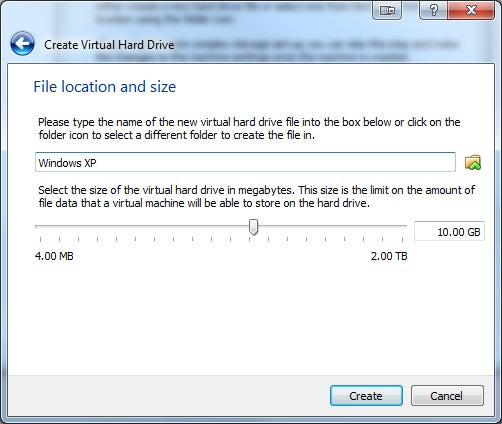 Create Virtual Hard Drive
File location and size
Please type the name of the new virtual hard drive file into the box below or click on the
folder icon to select a different folder to create the file in.
Windows XP
Select the size of the virtual hard drive in megabytes. This size is the limit on the amount of
file data that a virtual machine will be able to store on the hard drive.
10.00 GB
4.00 MB 2.00 TB
Create Cancel